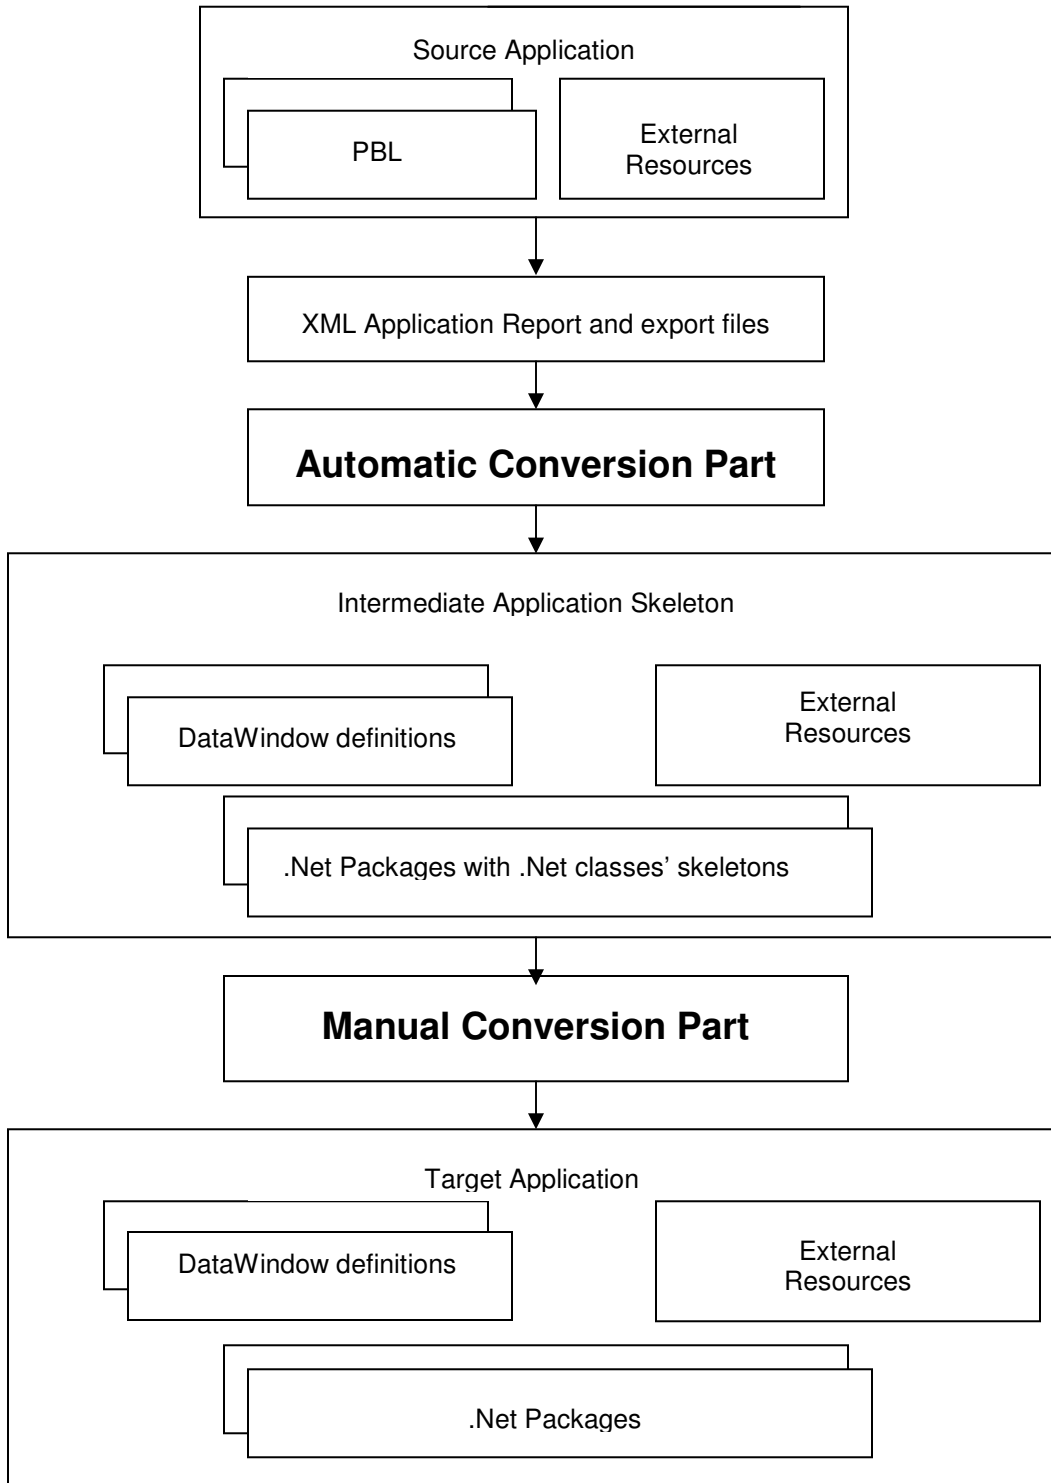 Source Application
PBL
External
Resources
XML Application Report and export files
Automatic Conversion Part
Intermediate Application Skeleton
DataWindow definitions
External
Resources
.Net Packages with .Net classes’ skeletons
Manual Conversion Part
Target Application
DataWindow definitions
External
Resources
.Net Packages